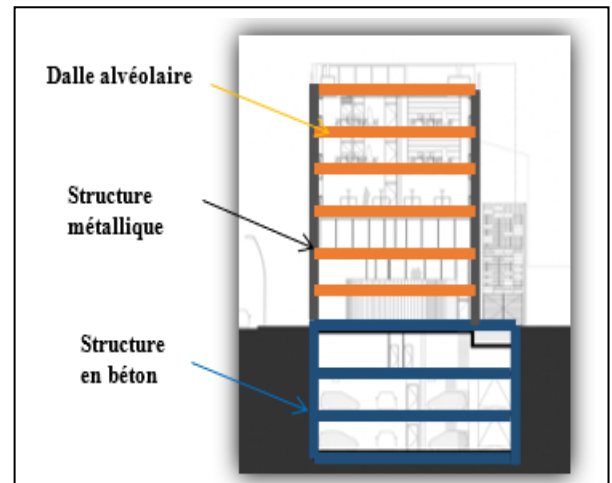 Dalle alvéolaire
Structure
métallique
Structure
en béton